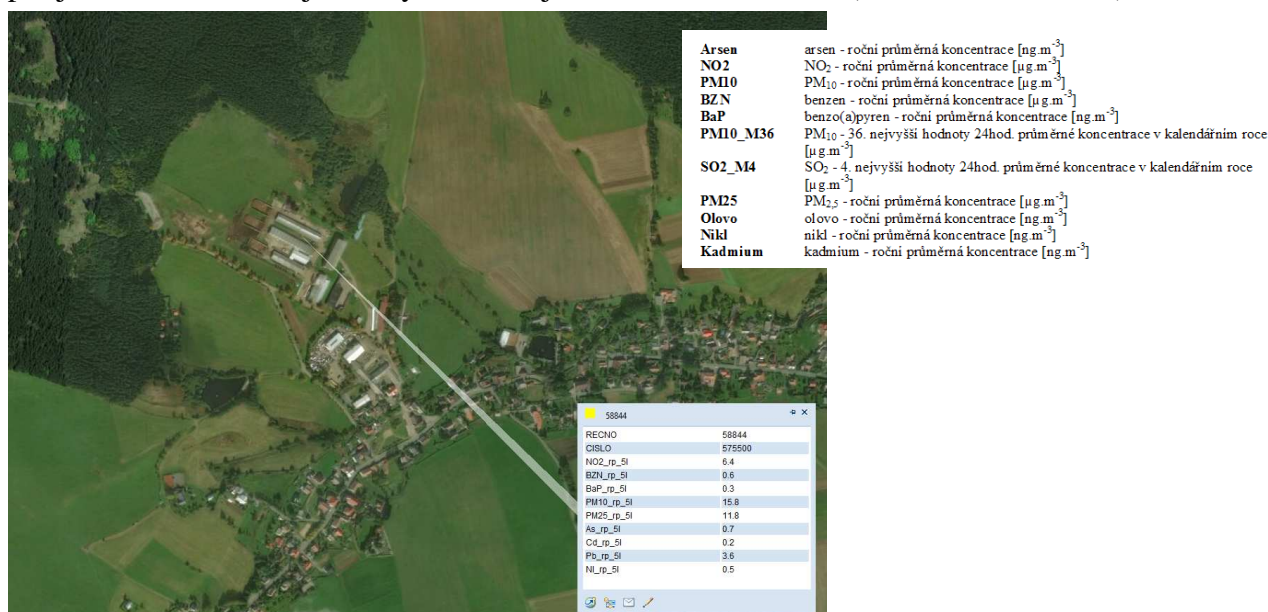 Arsen arsen - roční průměrná koncentrace [ng.m-3]
NO2 NO2 - roční průměrná koncentrace [µg.m-3]
PM10 PM10 - roční průměrná koncentrace [µg.m-3]
BZN benzen - roční průměrná koncentrace [µg.m-3]
BaP benzo(a)pyren - roční průměrná koncentrace [ng.m-3]
PM10_M36 PM10 - 36. nejvyšší hodnoty 24hod. průměrné koncentrace v kalendářním roce
[µg.m-3]
SO2_M4 SO2 - 4. nejvyšší hodnoty 24hod. průměrné koncentrace v kalendářním roce
[µg.m-3]
PM25 PM2,5 - roční průměrná koncentrace [µg.m-3]
Olovo olovo - roční průměrná koncentrace [ng.m-3]
Nikl nikl - roční průměrná koncentrace [ng.m-3]
Kadmium kadmium - roční průměrná koncentrace [ng.m-3]
58844
RECNO 58844
CISLO 575500
NO2_rp_5l 6.4
BZN_rp_5l 0.6
BaP_rp_5l 0.3
PM10_rp_5l 15.8
PM25_rp_5l 11.8
As_rp_5l 0.7
Cd_rp_5l 0.2
Pb_rp_5l 3.6
NI_rp_5l 0.5